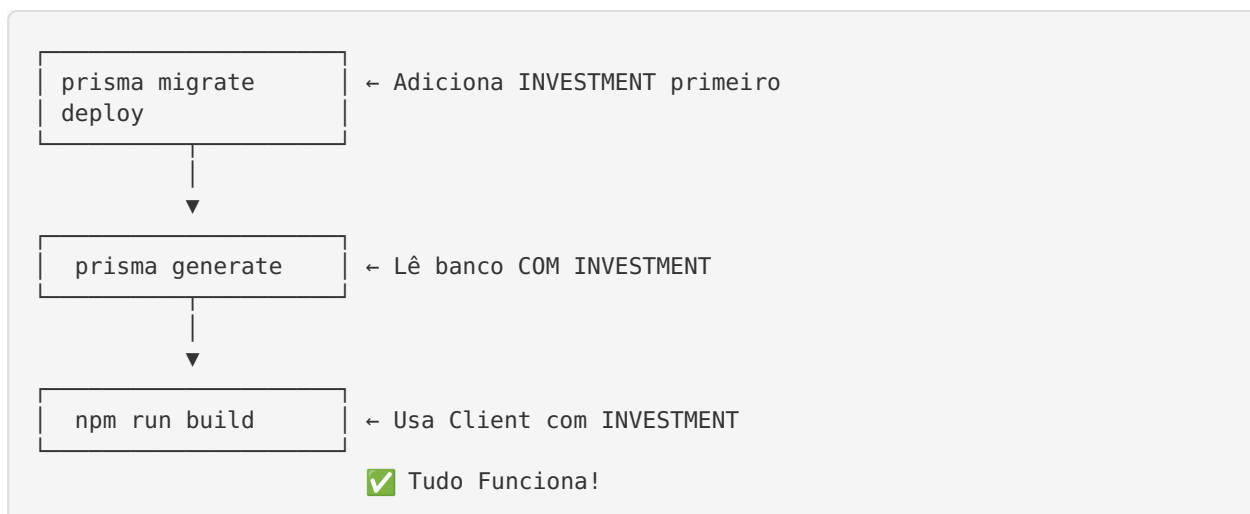 prisma migrate ← Adiciona INVESTMENT primeiro
deploy
▼
prisma generate ← Lê banco COM INVESTMENT
▼
npm run build ← Usa Client com INVESTMENT
✅ Tudo Funciona!